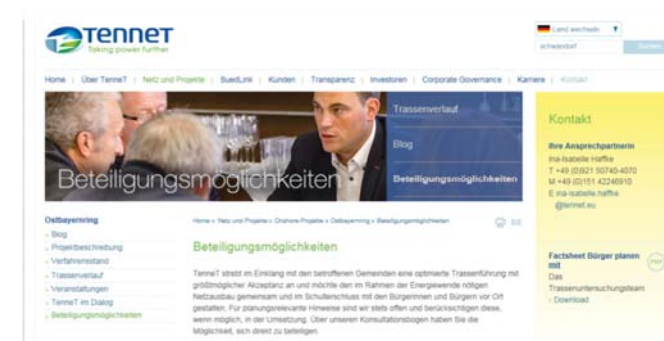 TenneT
Taking power further
Land wechseln
schwandorf
Suchen
Home | Über TenneT | Netz und Projekte | SuedLink | Kunden | Transparenz | Investoren | Corporate Governance | Karriere | Kontakt
Beteiligungsmöglichkeiten
Trassenverlauf
Blog
Beteiligungsmöglichkeiten
Ostbayernring
Blog
Projektbeschreibung
Verfahrensstand
Trassenverlauf
Veranstaltungen
TenneT im Dialog
Beteiligungsmöglichkeiten
Home > Netz und Projekte > Onshore-Projekte > Ostbayernring > Beteiligungsmöglichkeiten
Beteiligungsmöglichkeiten
TenneT strebt im Einklang mit den betroffenen Gemeinden eine optimierte Trassenführung mit
größtmöglicher Akzeptanz an und möchte den im Rahmen der Energiewende nötigen
Netzausbau gemeinsam und im Schulterschluss mit den Bürgerinnen und Bürgern vor Ort
gestalten. Für planungsrelevante Hinweise sind wir stets offen und berücksichtigen diese,
wenn möglich, in der Umsetzung. Über unseren Konsultationsbogen haben Sie die
Möglichkeit, sich direkt zu beteiligen.
Kontakt
Ihre Ansprechpartnerin
Ina-Isabelle Haffke
T +49 (0)921 50740-4070
M +49 (0)151 42246910
E ina-isabelle.haffke
@tennet.eu
Factsheet Bürger planen
mit
PDF
Das
Trassenuntersuchungsteam
Download